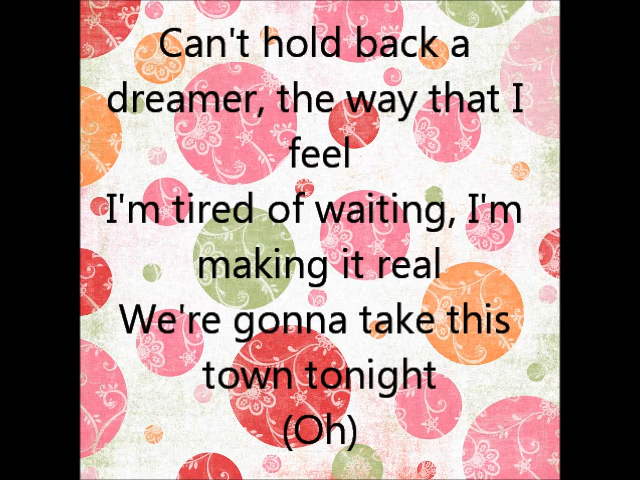 Can't hold back a
dreamer, the way that I
feel
I'm tired of waiting, I'm
making it real
We're gonna take this
town tonight
(Oh)